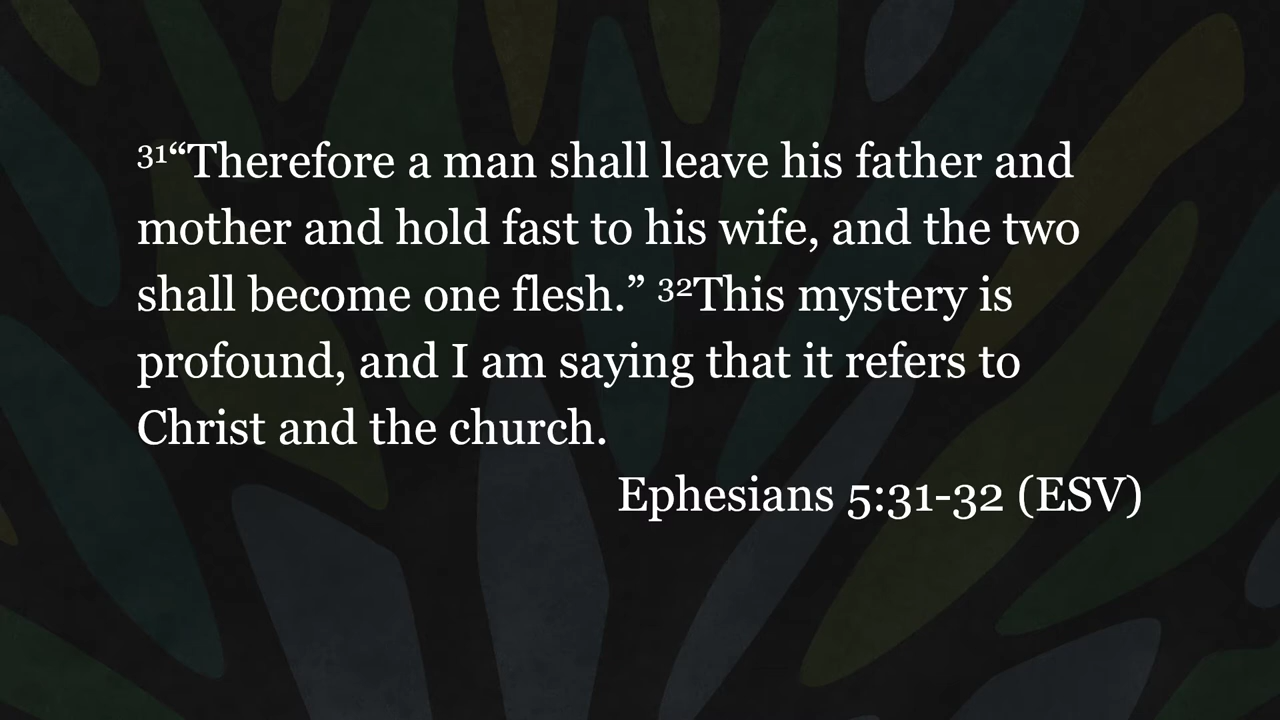 31“Therefore a man shall leave his father and
mother and hold fast to his wife, and the two
shall become one flesh.” 32This mystery is
profound, and I am saying that it refers to
Christ and the church.
Ephesians 5:31-32 (ESV)